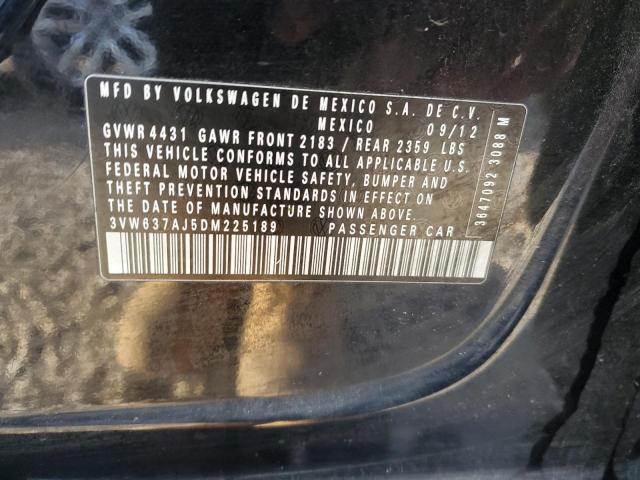 MFD BY VOLKSWAGEN DE MEXICO S.A. DE C.V.
MEXICO 09/12
GVWR 4431 GAWR FRONT 2183 / REAR 2359 LBS
THIS VEHICLE CONFORMS TO ALL APPLICABLE U.S.
FEDERAL MOTOR VEHICLE SAFETY, BUMPER AND
THEFT PREVENTION STANDARDS IN EFFECT ON
THE DATE OF MANUFACTURE SHOWN ABOVE.
3VW637AJ5DM225189 PASSENGER CAR
3647092 3088 M